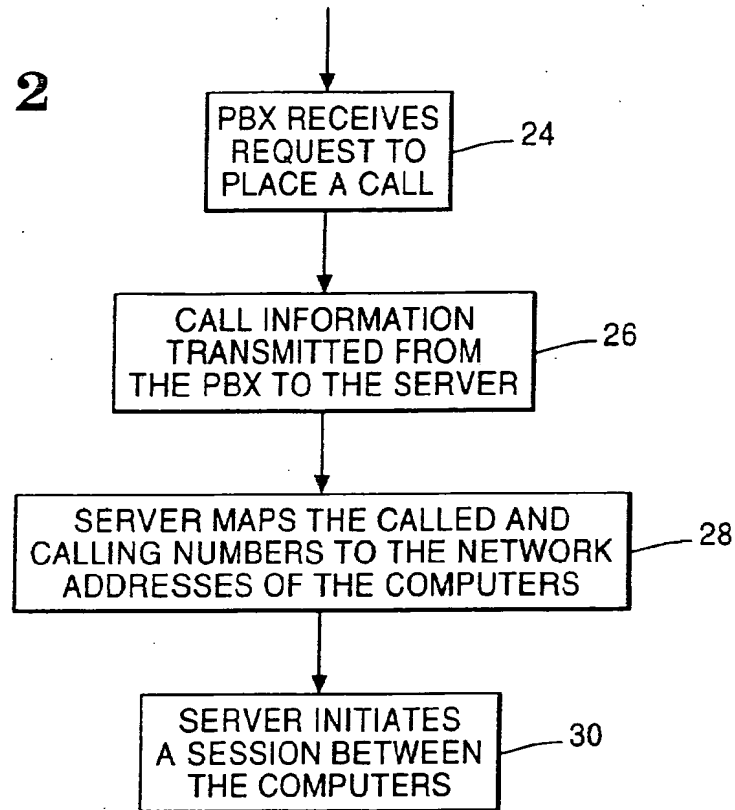 2
PBX RECEIVES
REQUEST TO
PLACE A CALL
24
CALL INFORMATION
TRANSMITTED FROM
THE PBX TO THE SERVER
26
SERVER MAPS THE CALLED AND
CALLING NUMBERS TO THE NETWORK
ADDRESSES OF THE COMPUTERS
28
SERVER INITIATES
A SESSION BETWEEN
THE COMPUTERS
30